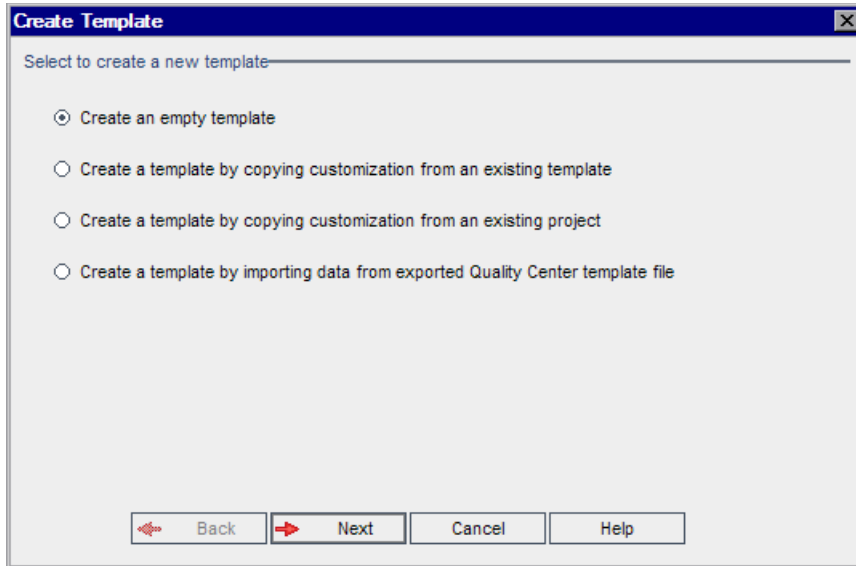 Create Template
Select to create a new template
Create an empty template
Create a template by copying customization from an existing template
Create a template by copying customization from an existing project
Create a template by importing data from exported Quality Center template file
Back
Next
Cancel
Help